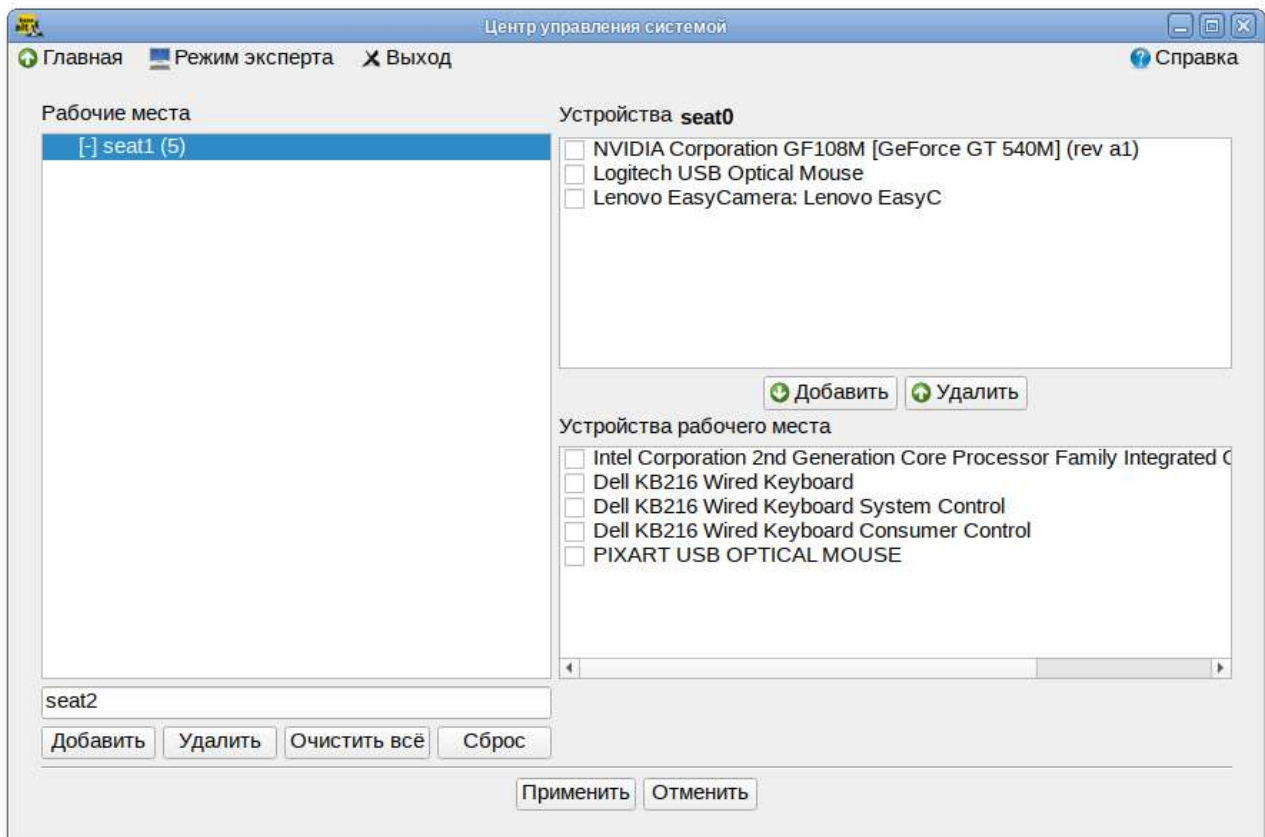 Центр управления системой
Главная Режим эксперта Выход Справка
Рабочие места
[-] seat1 (5)
seat2
Добавить Удалить Очистить всё Сброс
Устройства seat0
NVIDIA Corporation GF108M [GeForce GT 540M] (rev a1)
Logitech USB Optical Mouse
Lenovo EasyCamera: Lenovo EasyC
Добавить Удалить
Устройства рабочего места
Intel Corporation 2nd Generation Core Processor Family Integrated
Dell KB216 Wired Keyboard
Dell KB216 Wired Keyboard System Control
Dell KB216 Wired Keyboard Consumer Control
PIXART USB OPTICAL MOUSE
Применить Отменить